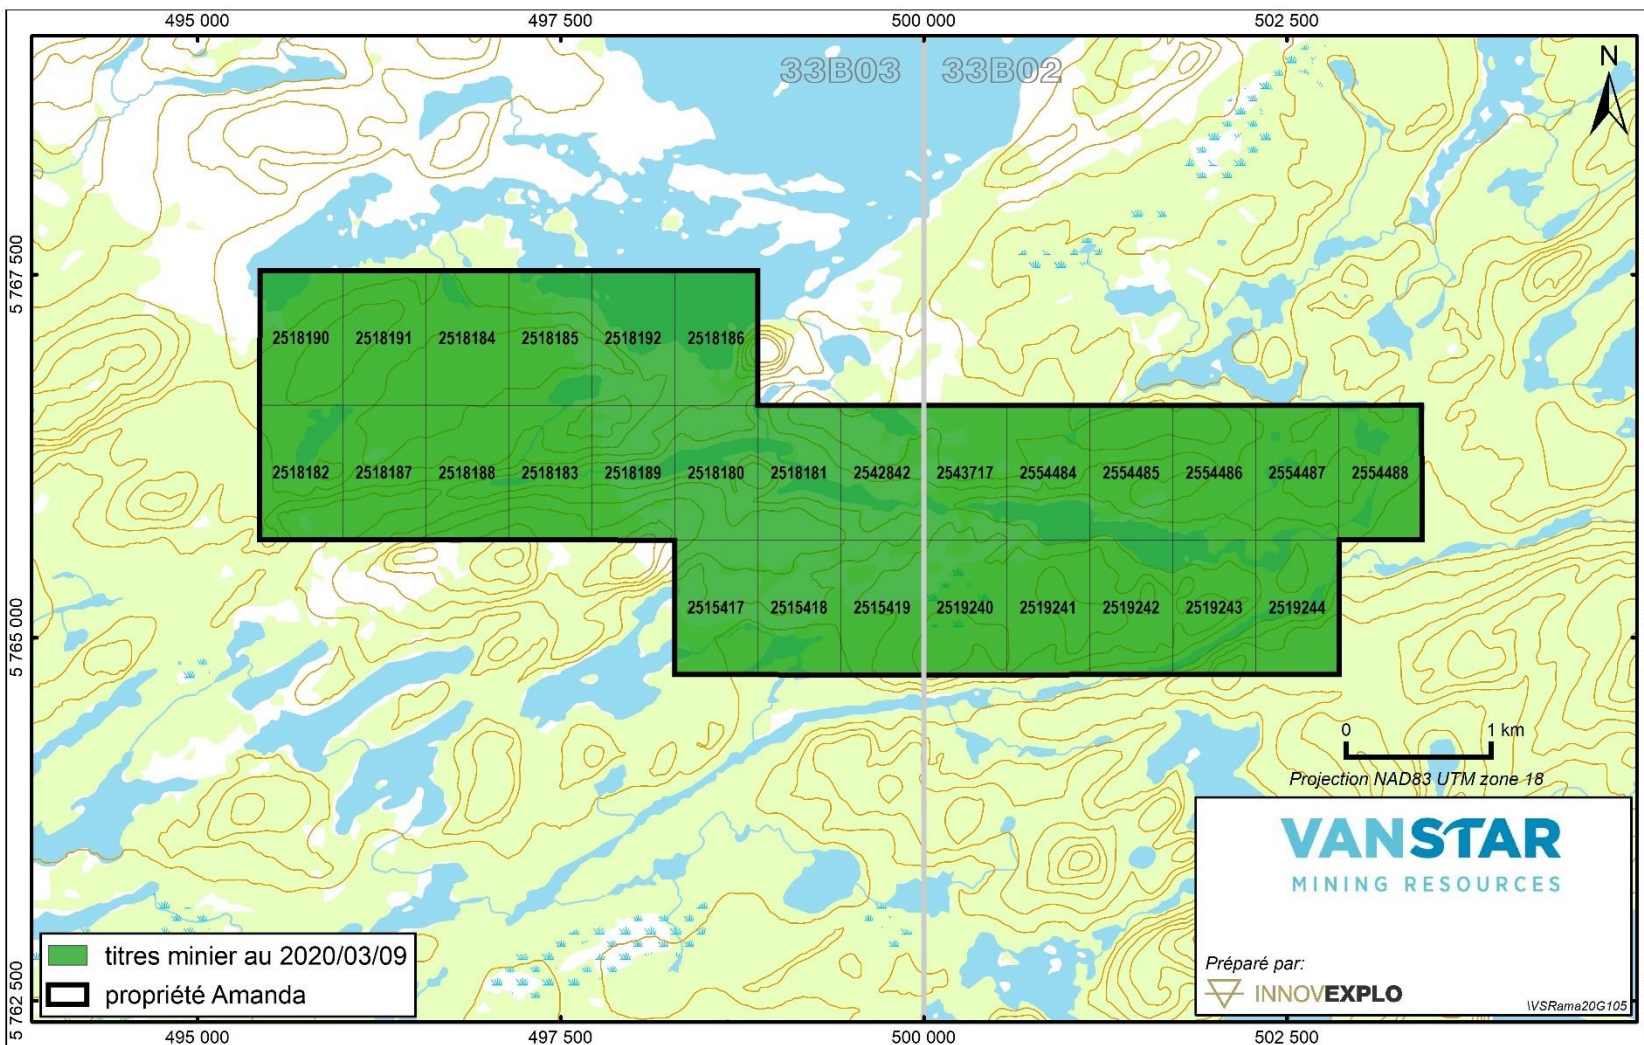 495 000 497 500 500 000 502 500
33B03 33B02
N
5 767 500
2518190 2518191 2518184 2518185 2518192 2518186
2518182 2518187 2518188 2518183 2518189 2518180 2518181 2542842 2543717 2554484 2554485 2554486 2554487 2554488
2515417 2515418 2515419 2519240 2519241 2519242 2519243 2519244
5 765 000
0 1 km
Projection NAD83 UTM zone 18
VANSTAR
MINING RESOURCES
titres minier au 2020/03/09
propriété Amanda
Préparé par:
INNOVEXPLO
\VSRama20G105
5 762 500
495 000 497 500 500 000 502 500